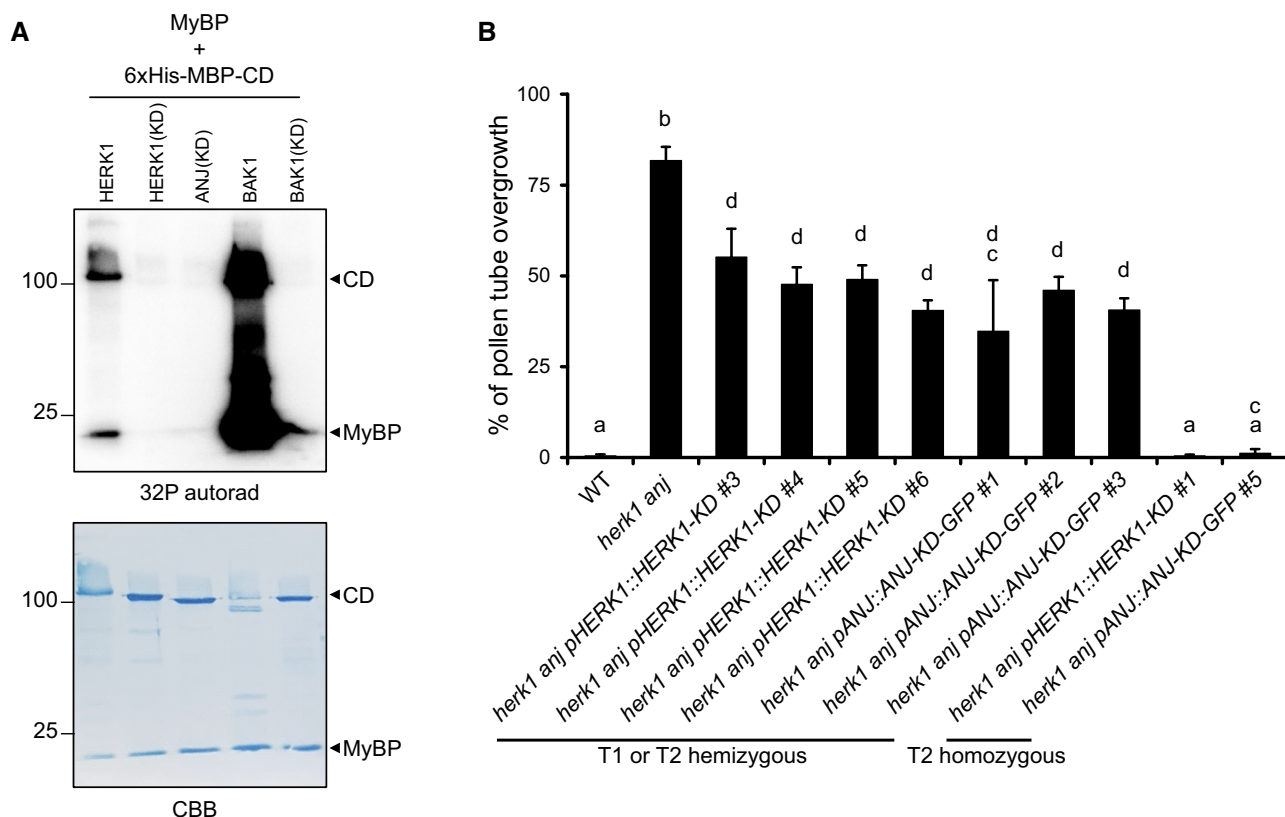 A
MyBP
+
6xHis-MBP-CD
HERK1
HERK1(KD)
ANJ(KD)
BAK1
BAK1(KD)
100
CD
25
MyBP
32P autorad
100
CD
25
MyBP
CBB
B
% of pollen tube overgrowth
100
75
50
25
0
a
b
d
d
d
d
d
c
d
d
a
c
a
WT
herk1 anj
herk1 anj pHERK1::HERK1-KD #3
herk1 anj pHERK1::HERK1-KD #4
herk1 anj pHERK1::HERK1-KD #5
herk1 anj pHERK1::HERK1-KD #6
herk1 anj pANJ::ANJ-KD-GFP #1
herk1 anj pANJ::ANJ-KD-GFP #2
herk1 anj pANJ::ANJ-KD-GFP #3
herk1 anj pHERK1::HERK1-KD #1
herk1 anj pANJ::ANJ-KD-GFP #5
T1 or T2 hemizygous
T2 homozygous